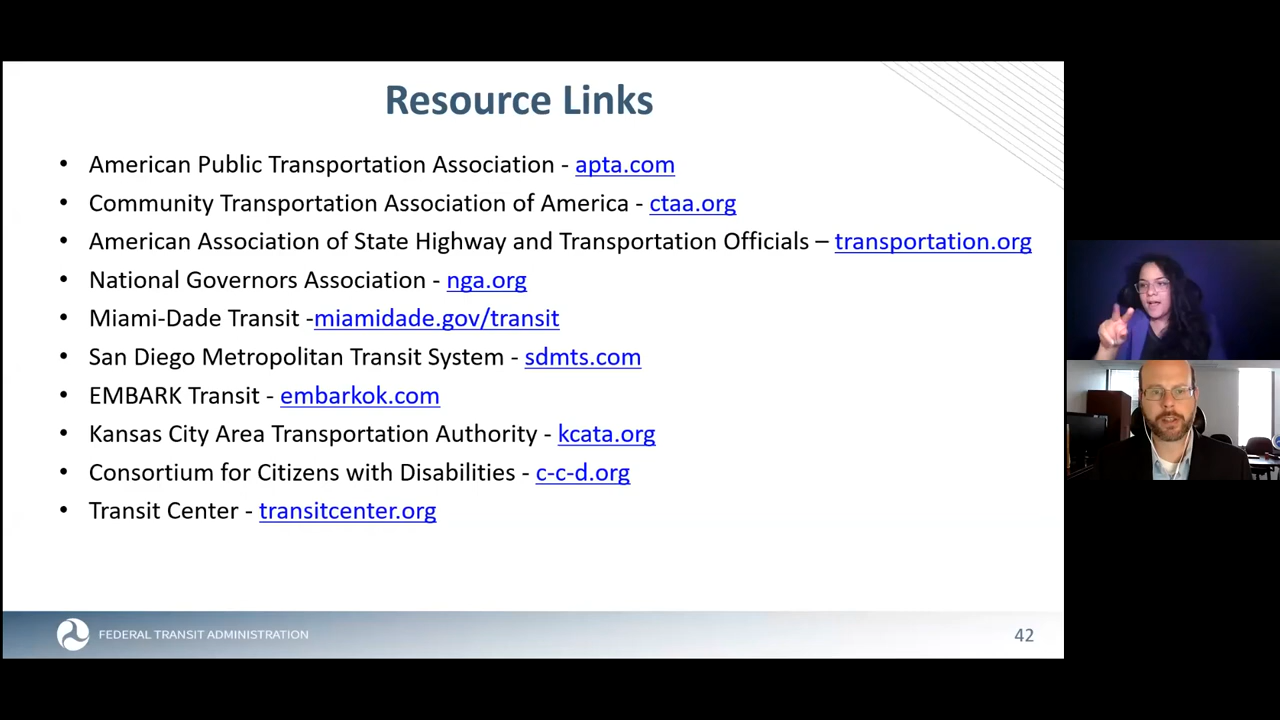 Resource Links
• American Public Transportation Association - apta.com
• Community Transportation Association of America - ctaa.org
• American Association of State Highway and Transportation Officials – transportation.org
• National Governors Association - nga.org
• Miami-Dade Transit -miamidade.gov/transit
• San Diego Metropolitan Transit System - sdmts.com
• EMBARK Transit - embarkok.com
• Kansas City Area Transportation Authority - kcata.org
• Consortium for Citizens with Disabilities - c-c-d.org
• Transit Center - transitcenter.org
FEDERAL TRANSIT ADMINISTRATION
42